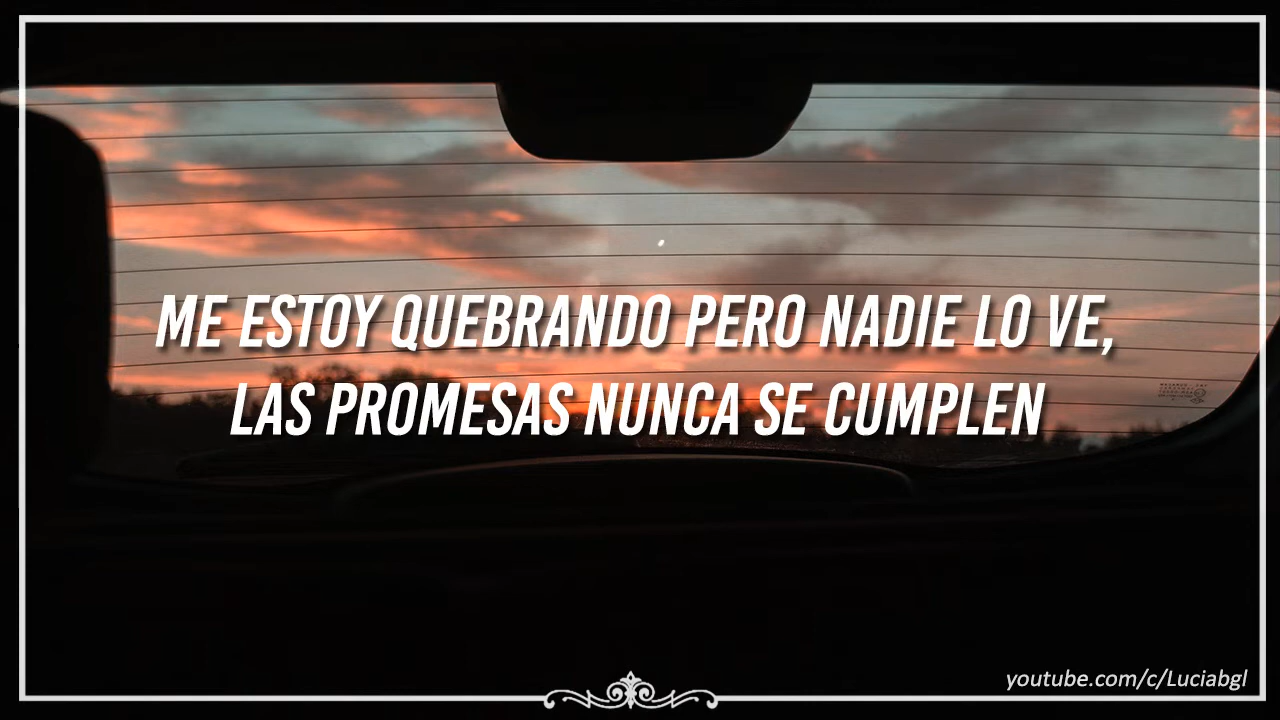 ME ESTOY QUEBRANDO PERO NADIE LO VE,
LAS PROMESAS NUNCA SE CUMPLEN
youtube.com/c/Luciabgl